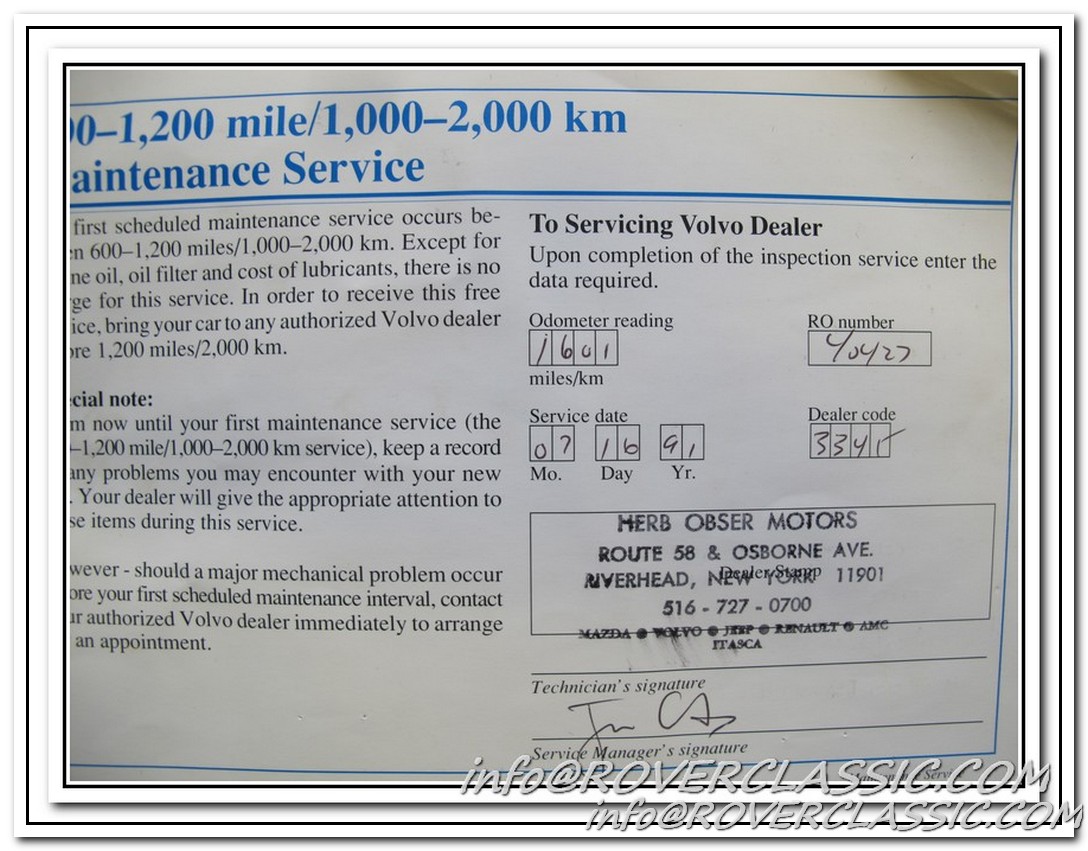 00–1,200 mile/1,000–2,000 km
aintenance Service
first scheduled maintenance service occurs be-
n 600–1,200 miles/1,000–2,000 km. Except for
ne oil, oil filter and cost of lubricants, there is no
ge for this service. In order to receive this free
ice, bring your car to any authorized Volvo dealer
re 1,200 miles/2,000 km.
cial note:
m now until your first maintenance service (the
–1,200 mile/1,000–2,000 km service), keep a record
any problems you may encounter with your new
. Your dealer will give the appropriate attention to
se items during this service.
wever - should a major mechanical problem occur
ore your first scheduled maintenance interval, contact
ur authorized Volvo dealer immediately to arrange
an appointment.
To Servicing Volvo Dealer
Upon completion of the inspection service enter the
data required.
Odometer reading RO number
1601 40427
miles/km
Service date Dealer code
07 16 91 3345
Mo. Day Yr.
HERB OBSER MOTORS
ROUTE 58 & OSBORNE AVE.
Dealer Stamp
RIVERHEAD, NEW YORK 11901
516 - 727 - 0700
MAZDA VOLVO JEEP RENAULT AMC
ITASCA
Technician's signature
Service Manager's signature
Maintenance Service
info@ROVERCLASSIC.COM
info@ROVERCLASSIC.COM